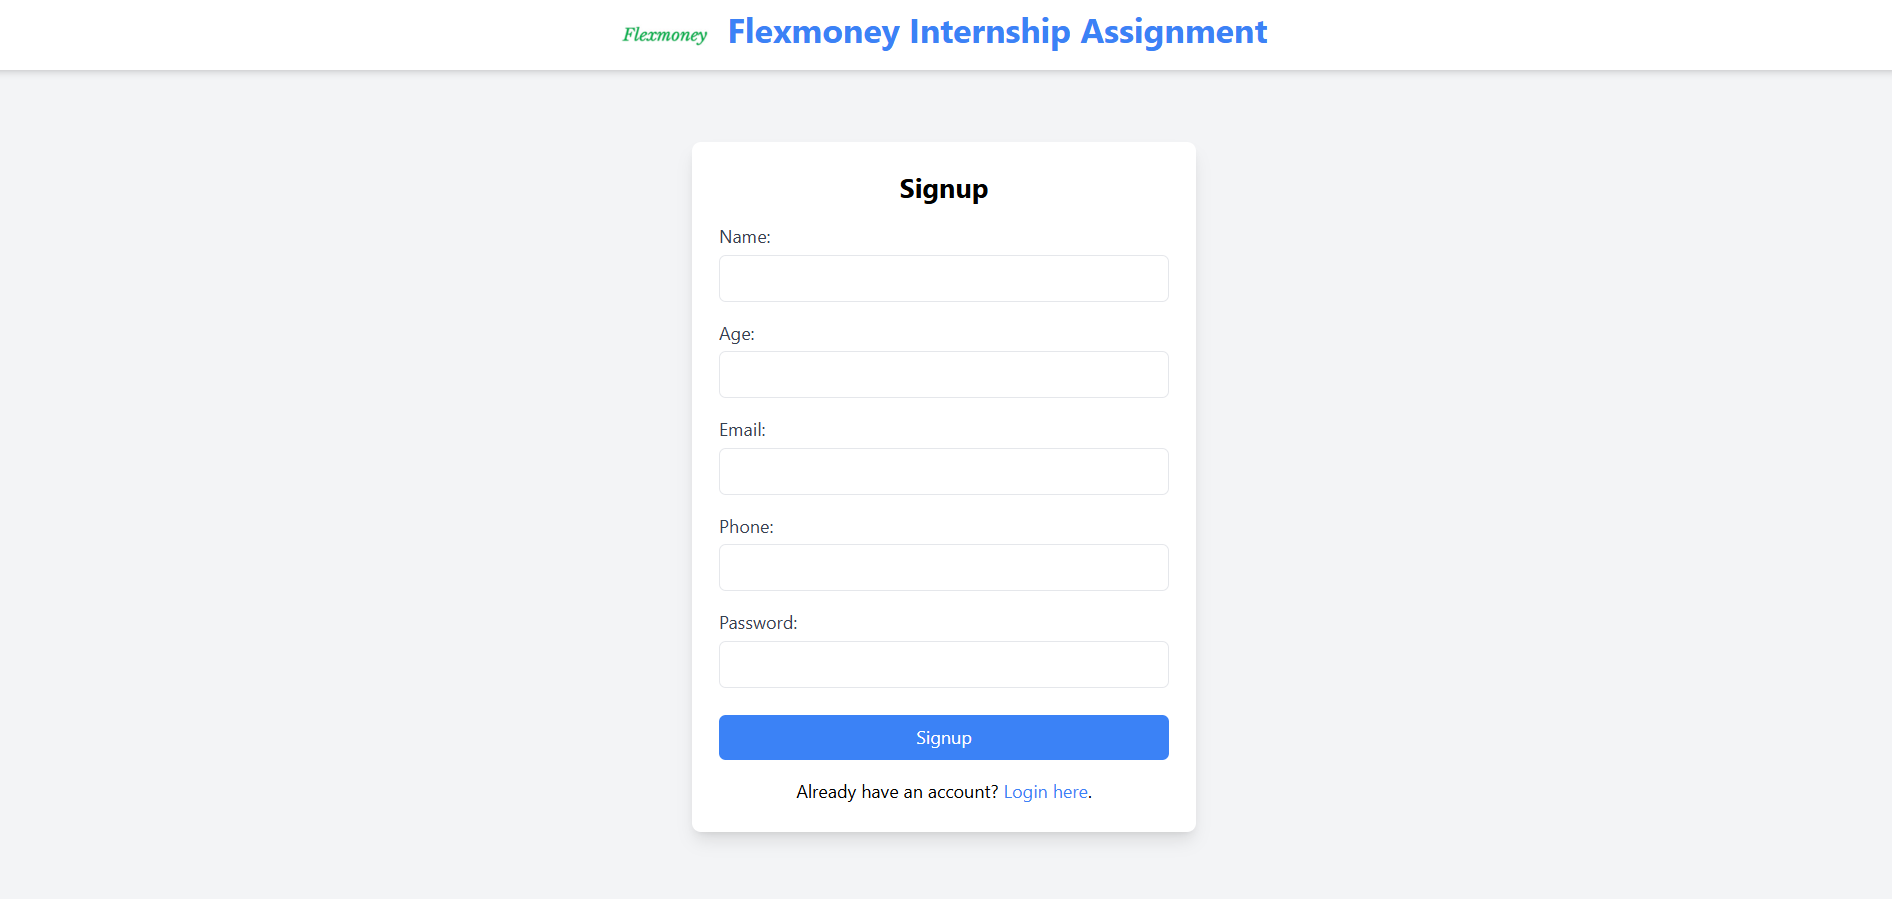 Flexmoney Flexmoney Internship Assignment
Signup
Name:
Age:
Email:
Phone:
Password:
Signup
Already have an account? Login here.